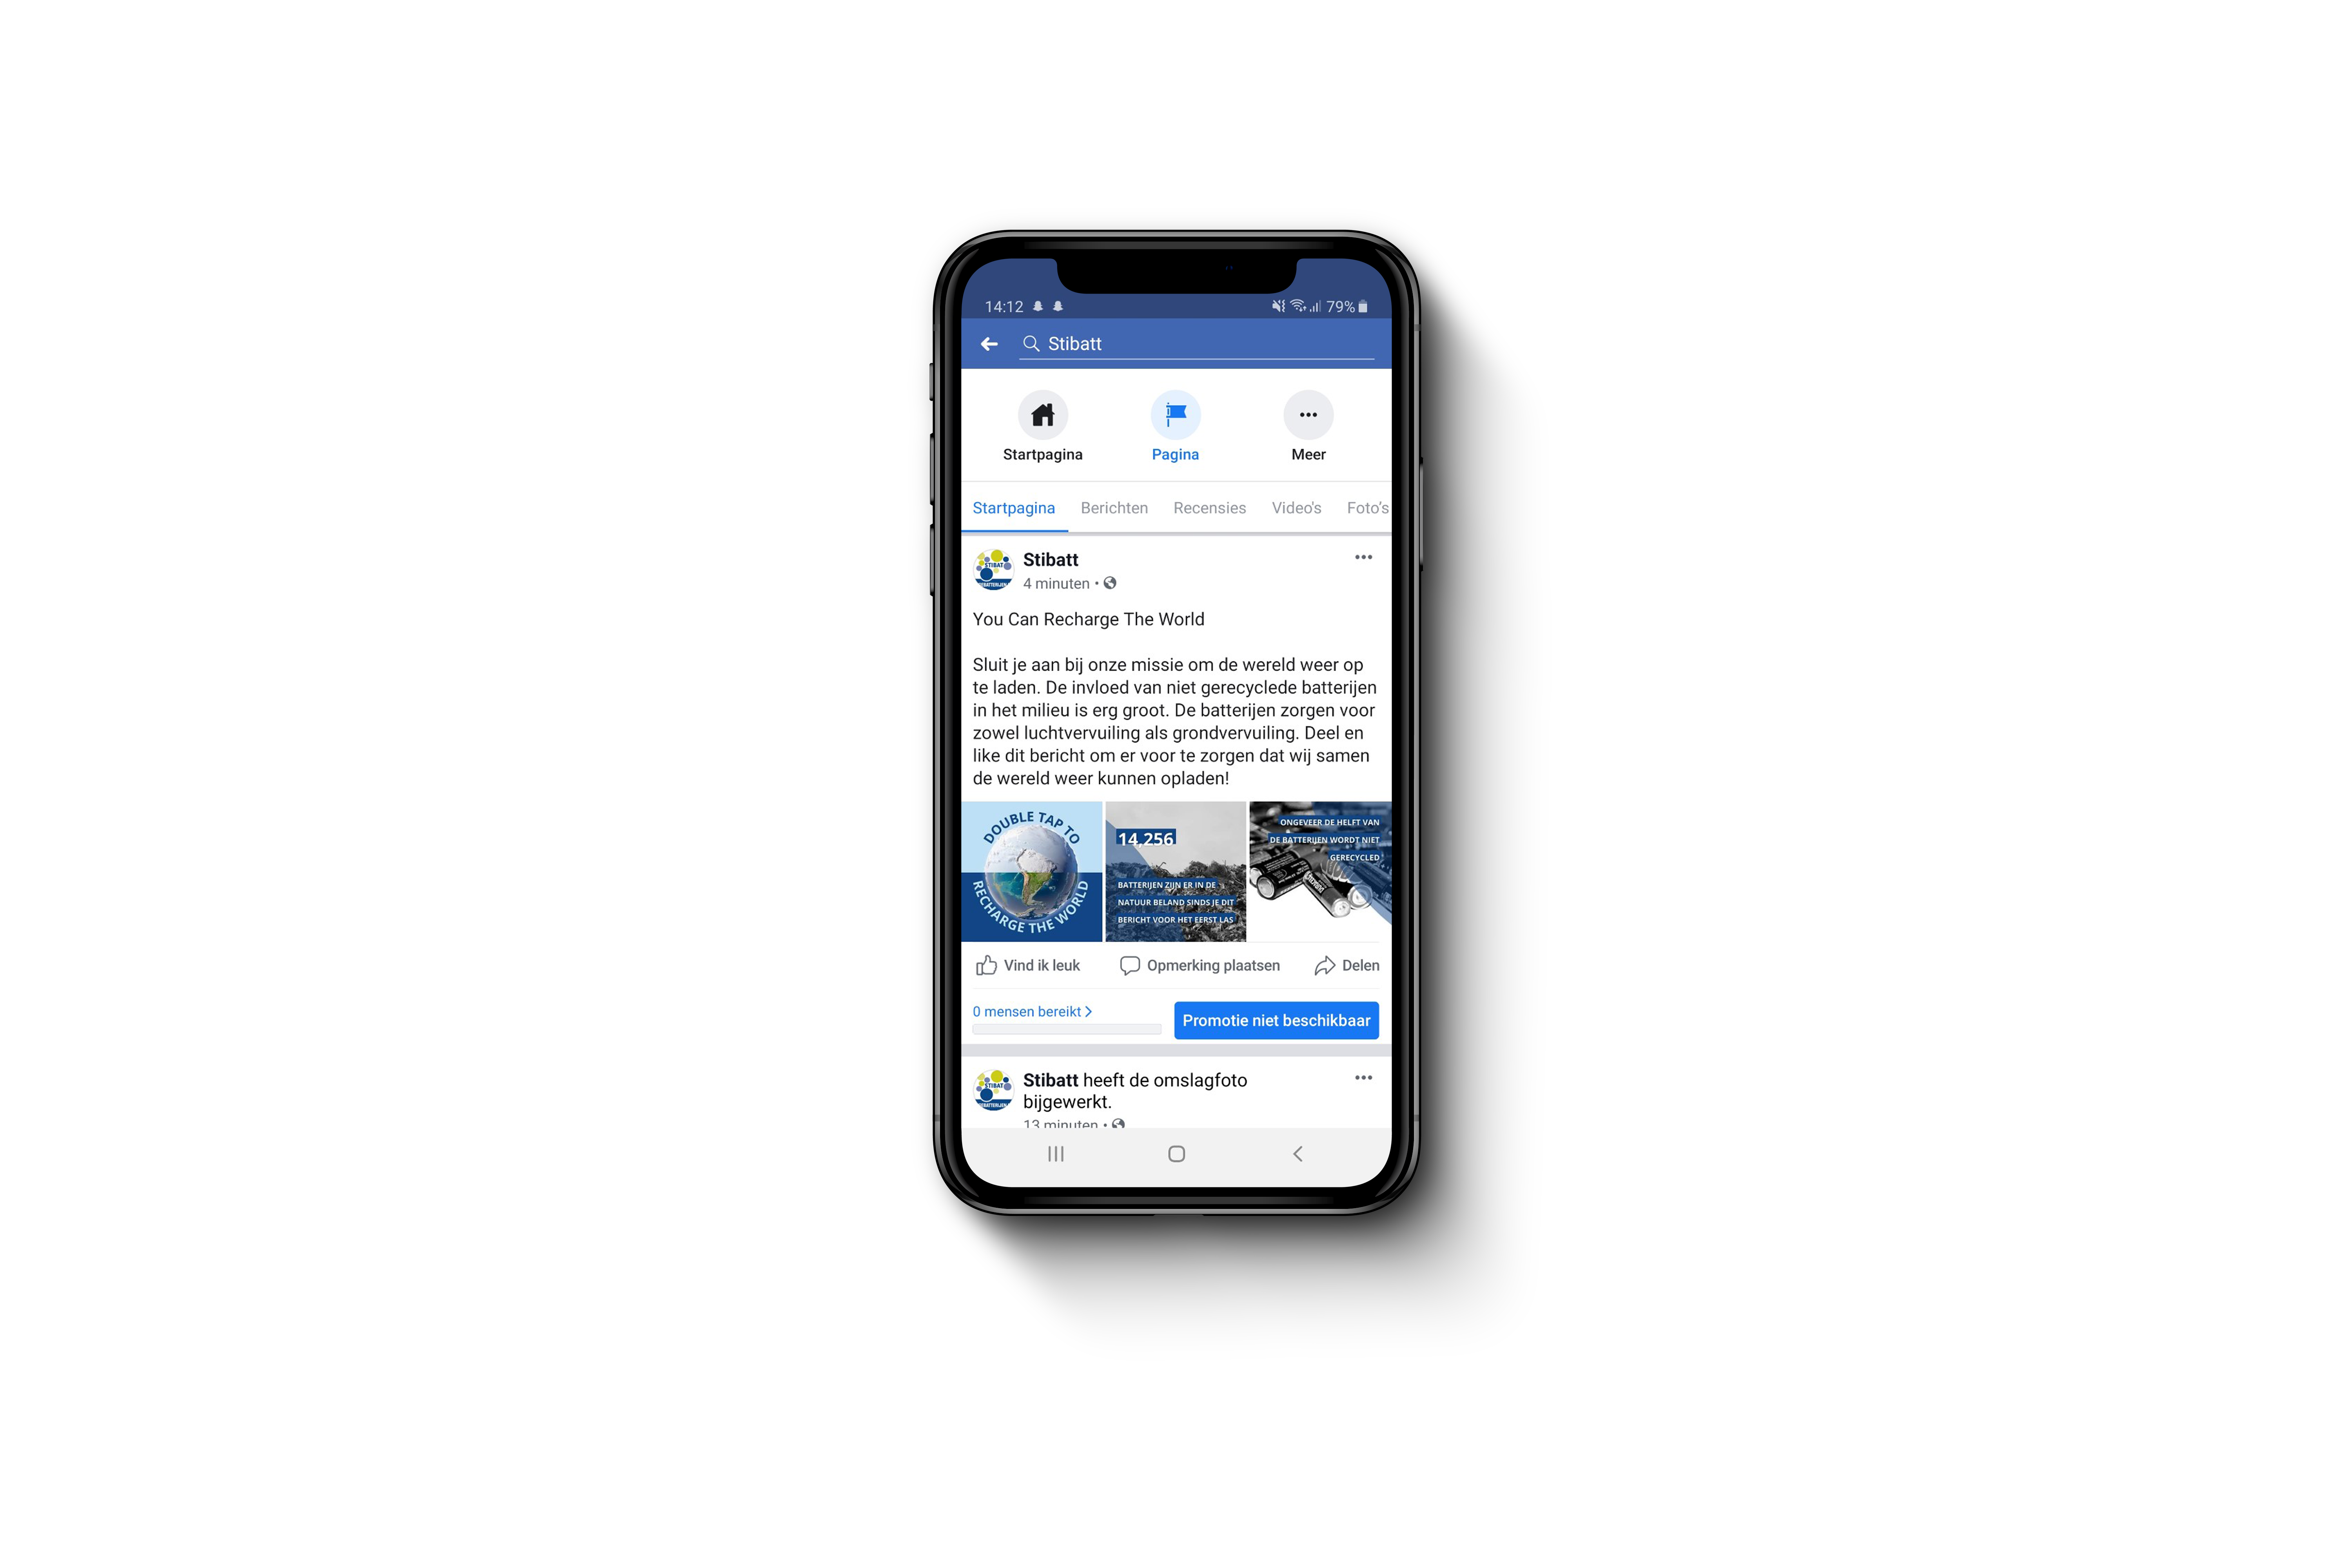 14:12
79%
Stibatt
Startpagina
Pagina
Meer
Startpagina
Berichten
Recensies
Video's
Foto's
STIBAT
Stibatt
4 minuten •
You Can Recharge The World
Sluit je aan bij onze missie om de wereld weer op
te laden. De invloed van niet gerecyclede batterijen
in het milieu is erg groot. De batterijen zorgen voor
zowel luchtvervuiling als grondvervuiling. Deel en
like dit bericht om er voor te zorgen dat wij samen
de wereld weer kunnen opladen!
DOUBLE TAP TO
RECHARGE THE WORLD
14,256
BATTERIJEN ZIJN ER IN DE
NATUUR BELAND SINDS JE DIT
BERICHT VOOR HET EERST LAS
ONGEVEER DE HELFT VAN
DE BATTERIJEN WORDT NIET
GERECYCLED
Vind ik leuk
Opmerking plaatsen
Delen
0 mensen bereikt
Promotie niet beschikbaar
STIBAT
Stibatt heeft de omslagfoto
bijgewerkt.
13 minuten •